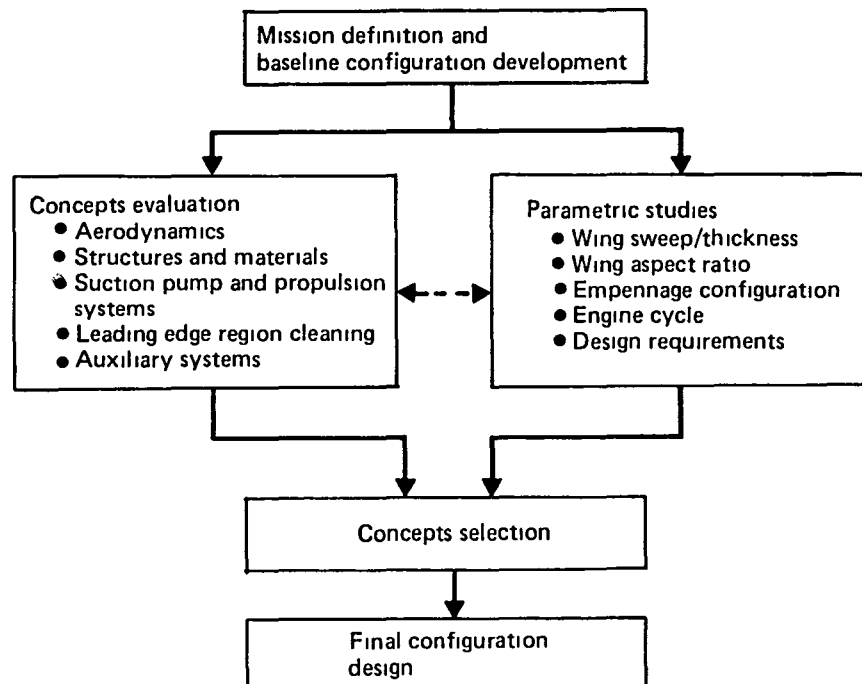 Mission definition and
baseline configuration development
Concepts evaluation
● Aerodynamics
● Structures and materials
● Suction pump and propulsion
systems
● Leading edge region cleaning
● Auxiliary systems
Parametric studies
● Wing sweep/thickness
● Wing aspect ratio
● Empennage configuration
● Engine cycle
● Design requirements
Concepts selection
Final configuration
design